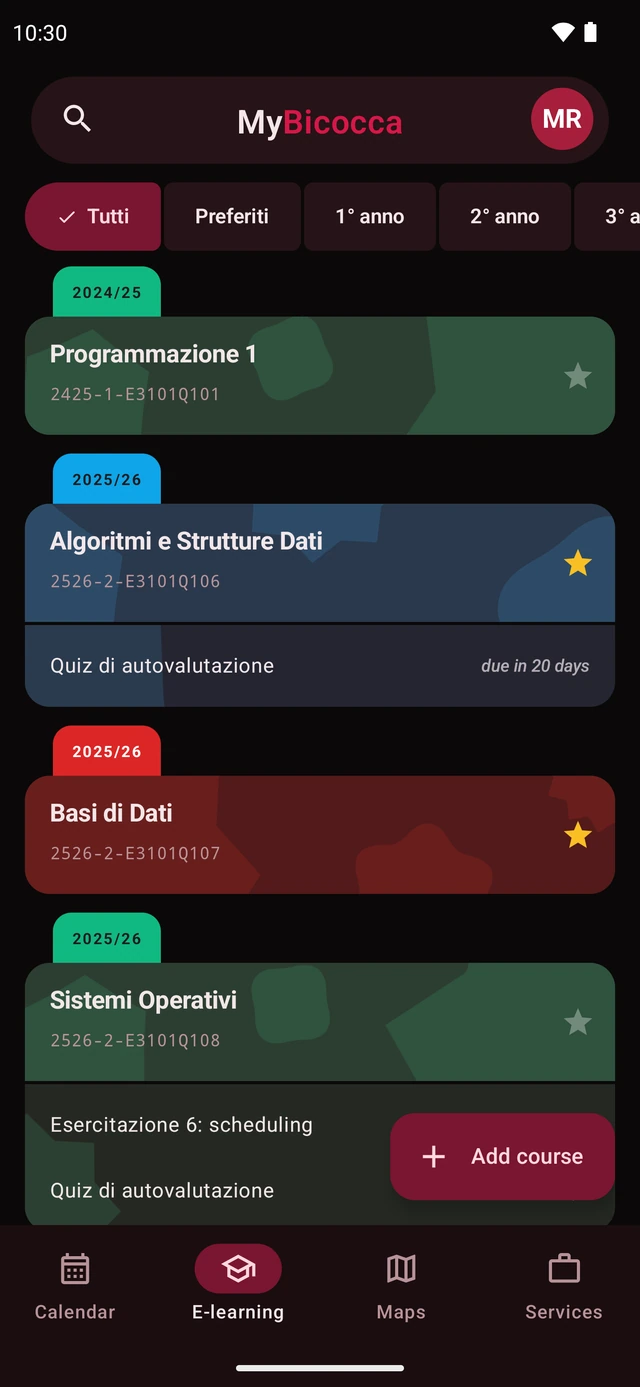 10:30
MyBicocca
MR
Tutti
Preferiti
1° anno
2° anno
3° a
2024/25
Programmazione 1
2425-1-E3101Q101
2025/26
Algoritmi e Strutture Dati
2526-2-E3101Q106
Quiz di autovalutazione
due in 20 days
2025/26
Basi di Dati
2526-2-E3101Q107
2025/26
Sistemi Operativi
2526-2-E3101Q108
Esercitazione 6: scheduling
Quiz di autovalutazione
Add course
Calendar
E-learning
Maps
Services